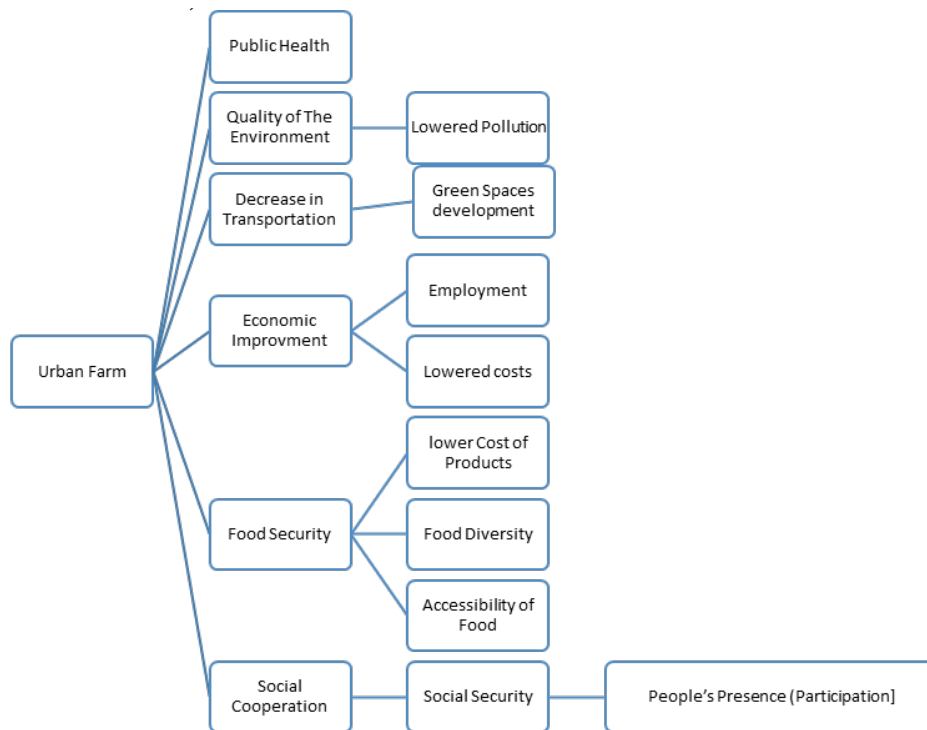 Public Health
Quality of The
Environment
Lowered Pollution
Decrease in
Transportation
Green Spaces
development
Economic
Improvment
Employment
Lowered costs
Urban Farm
Food Security
lower Cost of
Products
Food Diversity
Accessibility of
Food
Social
Cooperation
Social Security
People’s Presence (Participation]